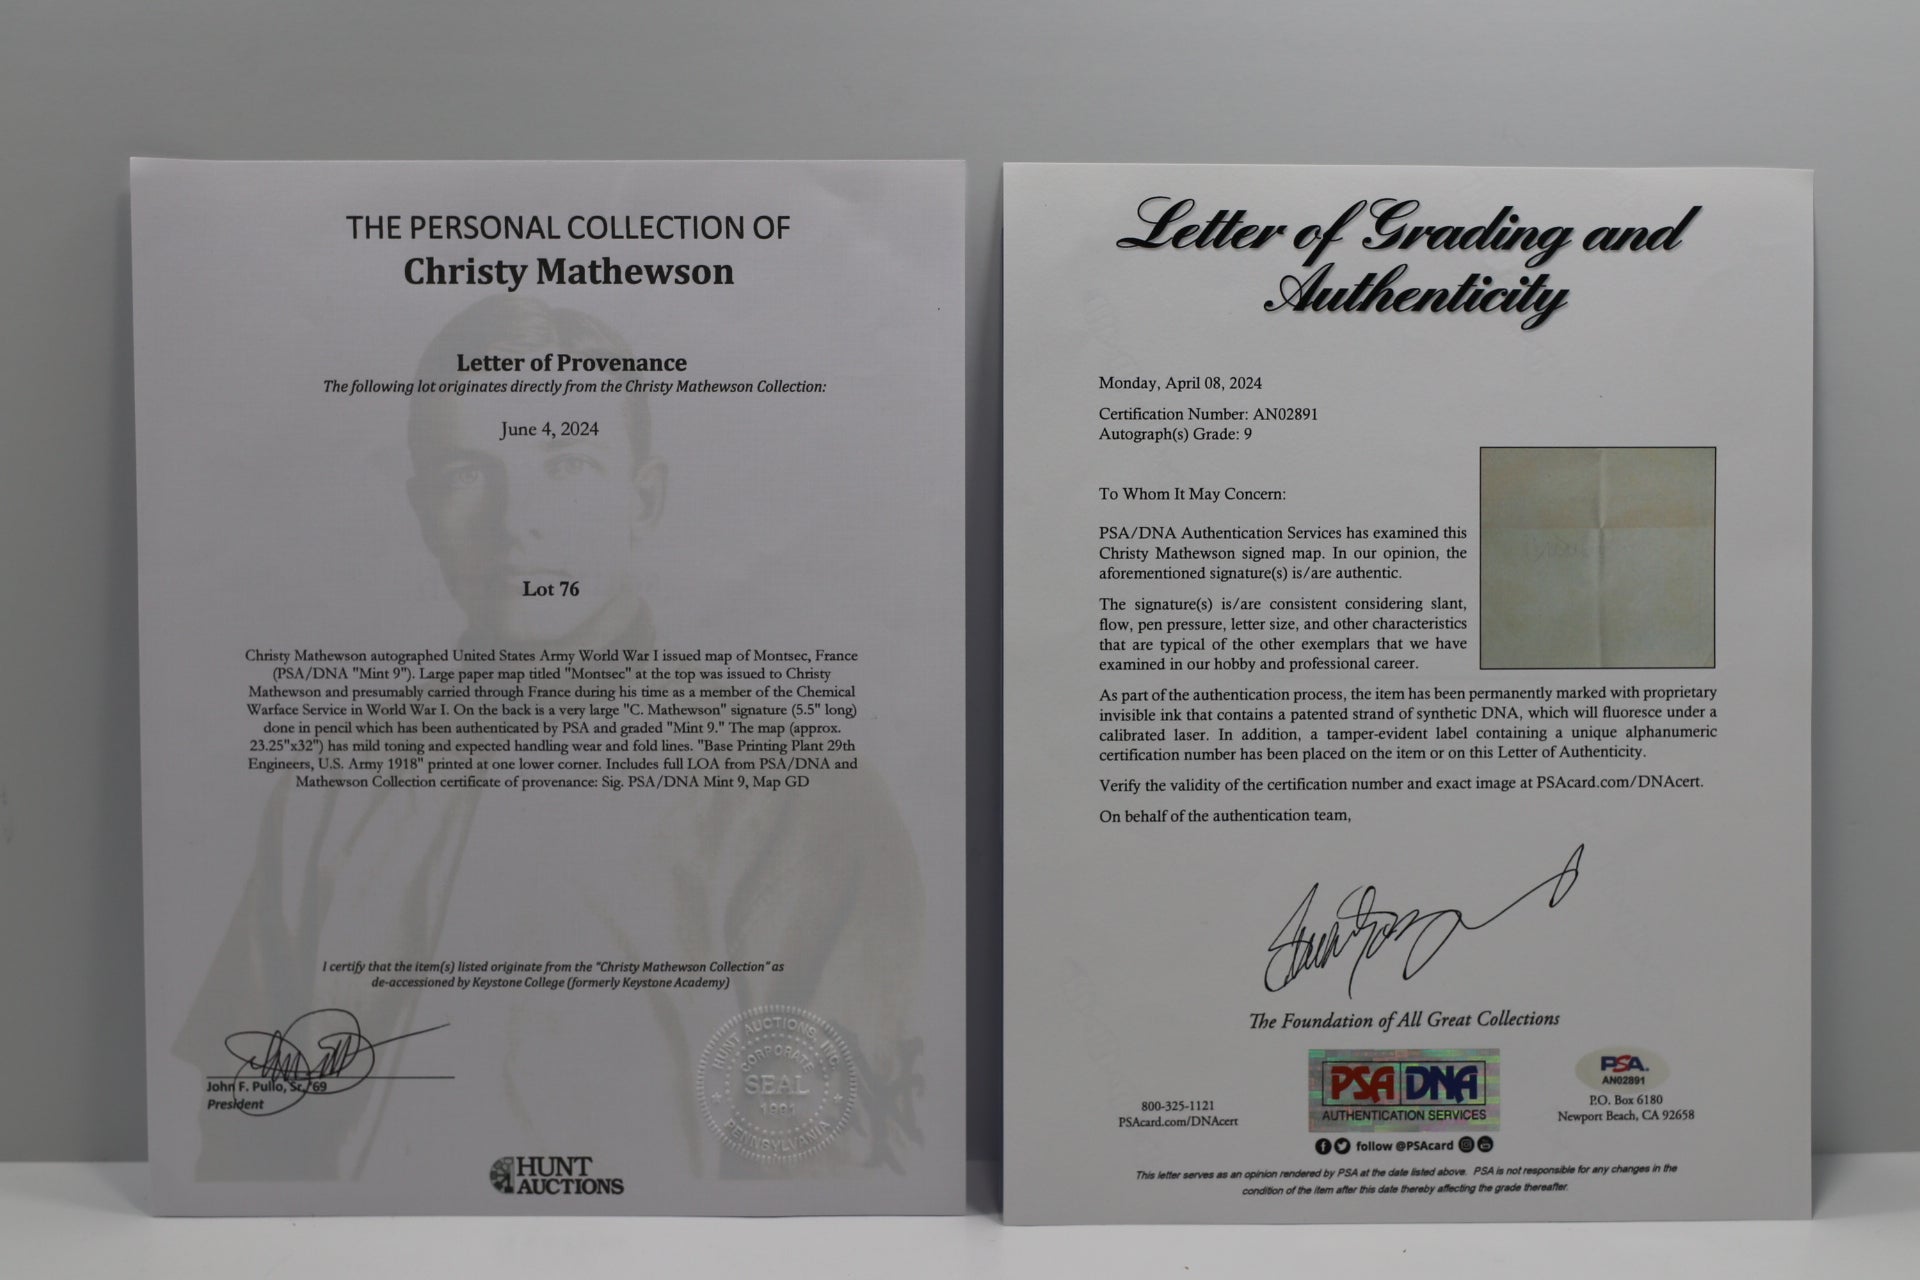 THE PERSONAL COLLECTION OF
Christy Mathewson
Letter of Provenance
The following lot originates directly from the Christy Mathewson Collection:
June 4, 2024
Lot 76
Christy Mathewson autographed United States Army World War I issued map of Montsec, France
(PSA/DNA "Mint 9"). Large paper map titled "Montsec" at the top was issued to Christy
Mathewson and presumably carried through France during his time as a member of the Chemical
Warfare Service in World War I. On the back is a very large "C. Mathewson" signature (5.5" long)
done in pencil which has been authenticated by PSA and graded "Mint 9." The map (approx.
23.25"x32") has mild toning and expected handling wear and fold lines. "Base Printing Plant 29th
Engineers, U.S. Army 1918" printed at one lower corner. Includes full LOA from PSA/DNA and
Mathewson Collection certificate of provenance: Sig. PSA/DNA Mint 9, Map GD
I certify that the item(s) listed originate from the "Christy Mathewson Collection" as
de-accessioned by Keystone College (formerly Keystone Academy)
John F. Pullo, Sr. '69
President
HUNT AUCTIONS, INC.
CORPORATE
SEAL
1991
PENNSYLVANIA
HUNT
AUCTIONS
Letter of Grading and
Authenticity
Monday, April 08, 2024
Certification Number: AN02891
Autograph(s) Grade: 9
To Whom It May Concern:
PSA/DNA Authentication Services has examined this
Christy Mathewson signed map. In our opinion, the
aforementioned signature(s) is/are authentic.
The signature(s) is/are consistent considering slant,
flow, pen pressure, letter size, and other characteristics
that are typical of the other exemplars that we have
examined in our hobby and professional career.
As part of the authentication process, the item has been permanently marked with proprietary
invisible ink that contains a patented strand of synthetic DNA, which will fluoresce under a
calibrated laser. In addition, a tamper-evident label containing a unique alphanumeric
certification number has been placed on the item or on this Letter of Authenticity.
Verify the validity of the certification number and exact image at PSAcard.com/DNAcert.
On behalf of the authentication team,
The Foundation of All Great Collections
800-325-1121
PSAcard.com/DNAcert
PSA DNA
AUTHENTICATION SERVICES
follow @PSAcard
PSA.
AN02891
P.O. Box 6180
Newport Beach, CA 92658
This letter serves as an opinion rendered by PSA at the date listed above. PSA is not responsible for any changes in the
condition of the item after this date thereby affecting the grade thereafter.